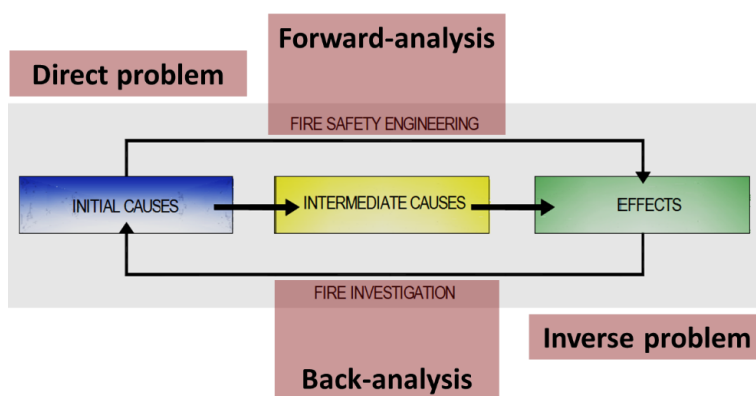 Forward-analysis
Direct problem
FIRE SAFETY ENGINEERING
INITIAL CAUSES
INTERMEDIATE CAUSES
EFFECTS
FIRE INVESTIGATION
Inverse problem
Back-analysis